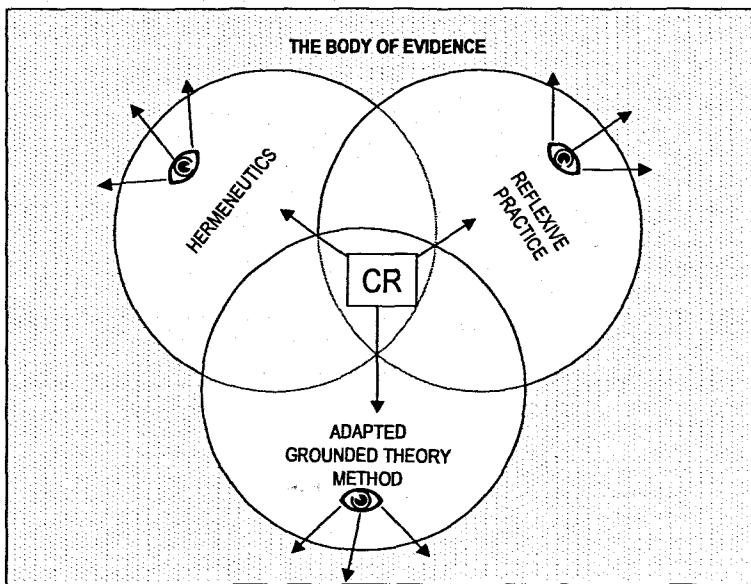 THE BODY OF EVIDENCE
HERMENEUTICS
REFLEXIVE
PRACTICE
CR
ADAPTED
GROUNDED THEORY
METHOD